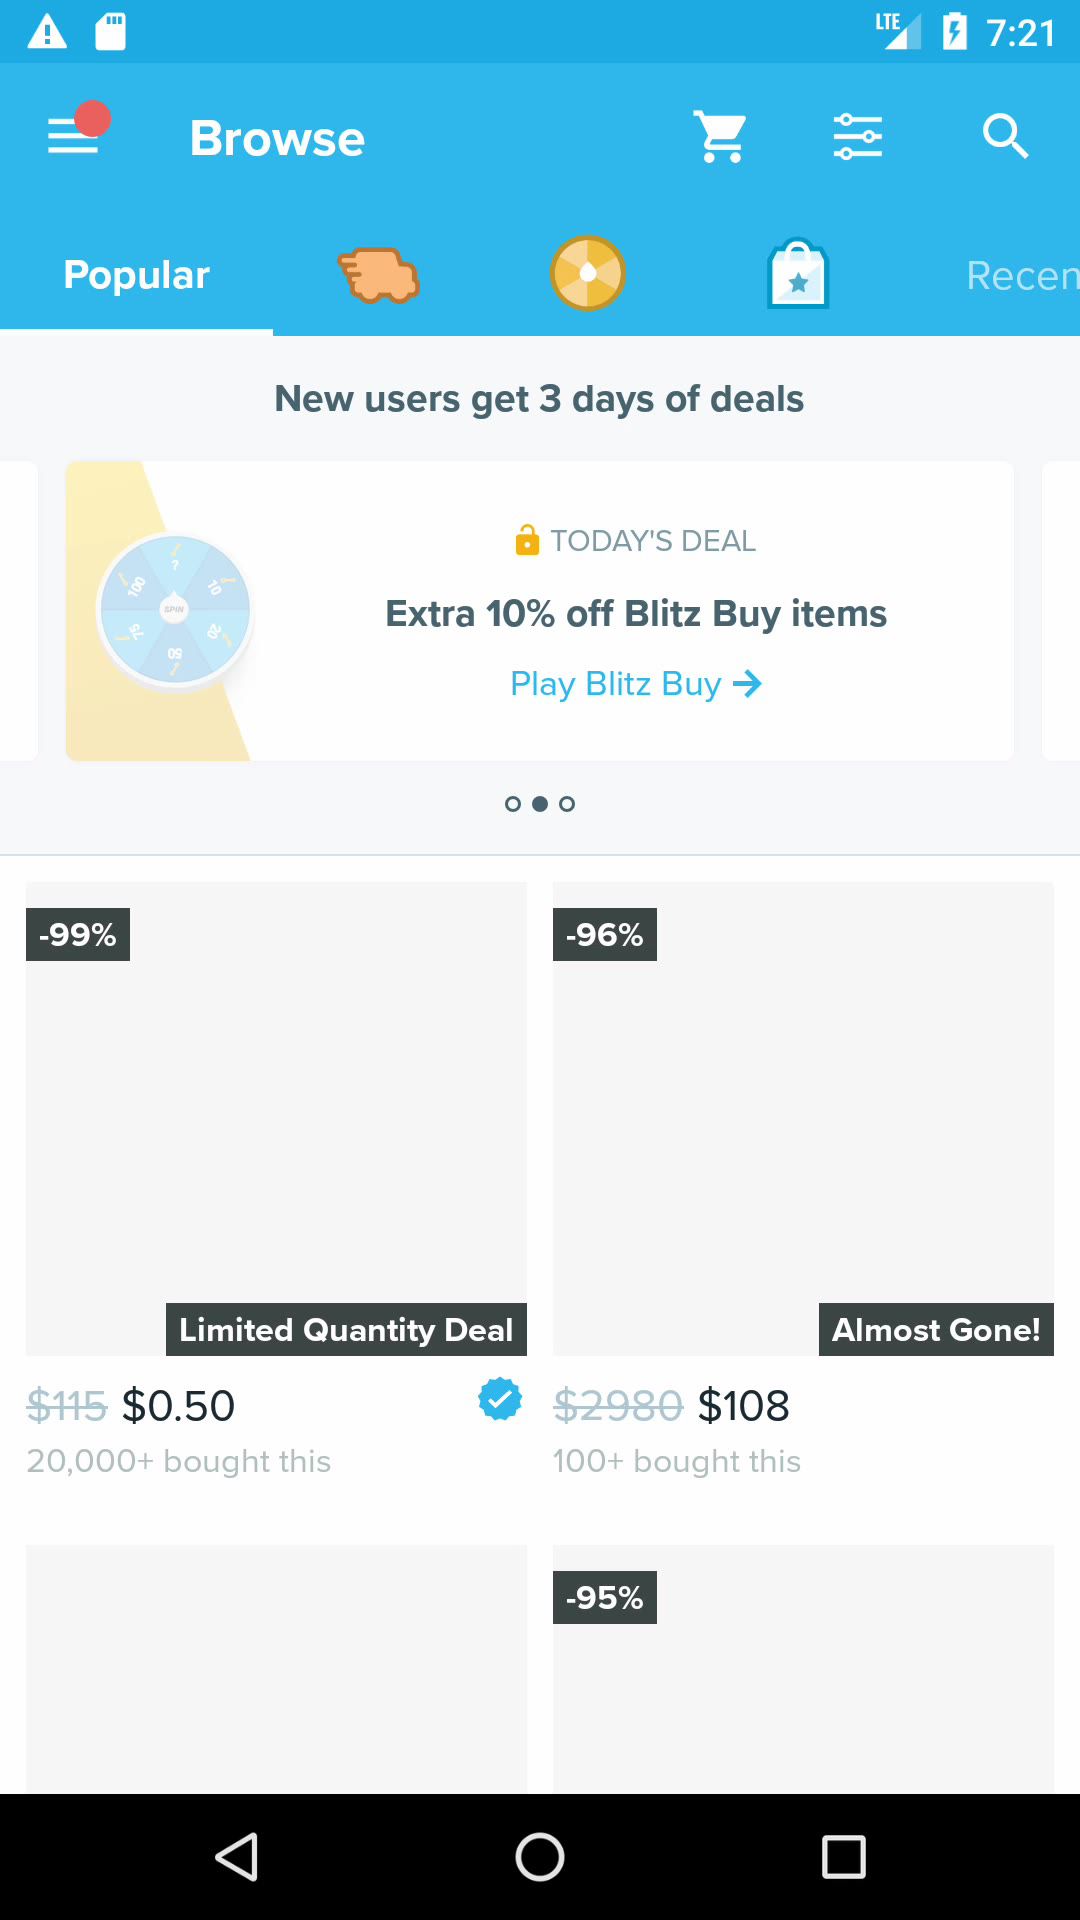 LTE 7:21
Browse
Popular Recen
New users get 3 days of deals
TODAY'S DEAL
Extra 10% off Blitz Buy items
Play Blitz Buy
? 10 20 50 75 100
SPIN
-99% -96%
Limited Quantity Deal Almost Gone!
$115 $0.50 $2980 $108
20,000+ bought this 100+ bought this
-95%